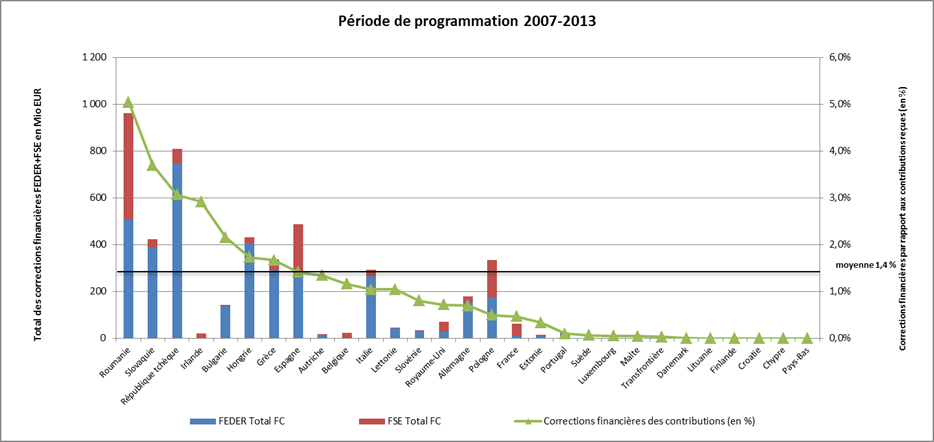 Période de programmation 2007-2013
Total des corrections financières FEDER+FSE en Mio EUR
1 200
1 000
800
600
400
200
0
6,0%
5,0%
4,0%
3,0%
2,0%
1,0%
0,0%
Corrections financières par rapport aux contributions reçues (en %)
moyenne 1,4 %
Roumanie
Slovaquie
République tchèque
Irlande
Bulgarie
Hongrie
Grèce
Espagne
Autriche
Belgique
Italie
Lettonie
Slovénie
Royaume-Uni
Allemagne
Pologne
France
Estonie
Portugal
Suède
Luxembourg
Malte
Transfrontière
Danemark
Lituanie
Finlande
Croatie
Chypre
Pays-Bas
FEDER Total FC
FSE Total FC
Corrections financières des contributions (en %)